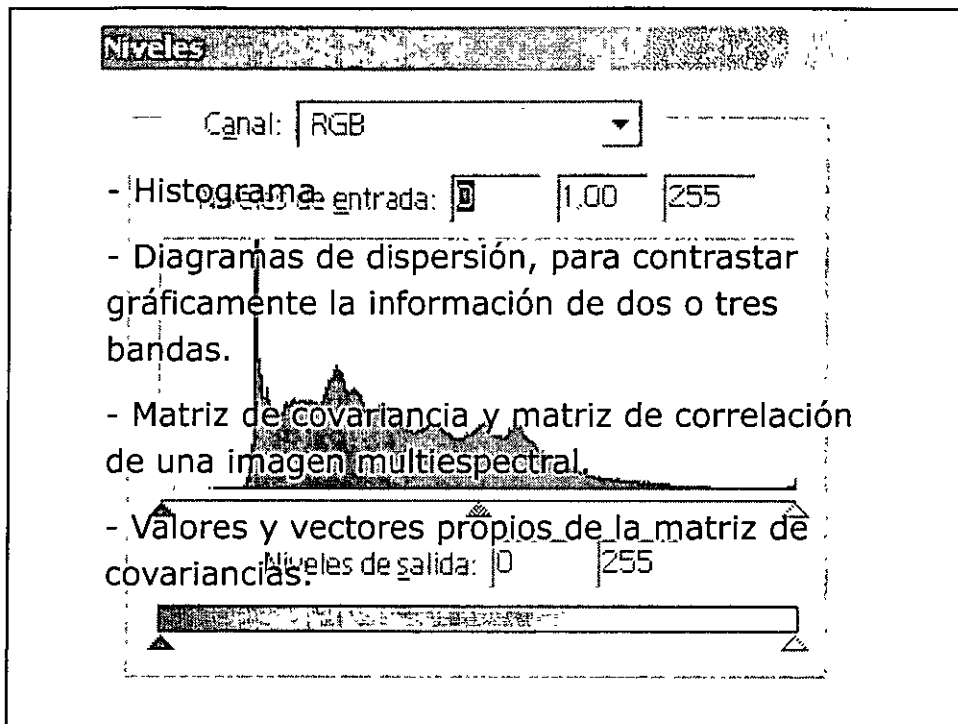 Niveles
Canal: RGB
- Histograma
Niveles de entrada: 0 1,00 255
- Diagramas de dispersión, para contrastar
gráficamente la información de dos o tres
bandas.
- Matriz de covariancia y matriz de correlación
de una imagen multiespectral.
- Valores y vectores propios de la matriz de
covariancias.
Niveles de salida: 0 255